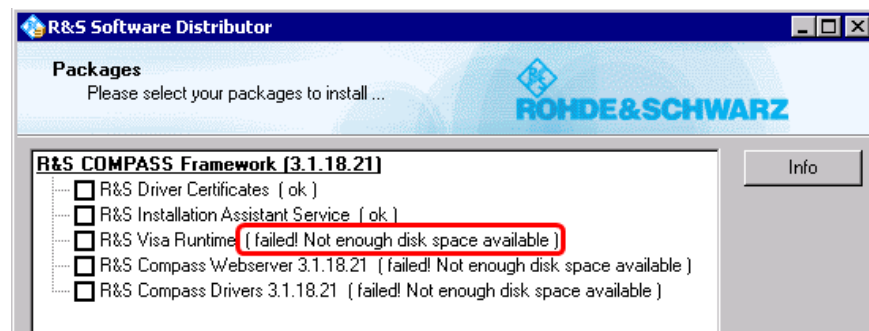 R&S Software Distributor
Packages
Please select your packages to install ...
R&S
ROHDE&SCHWARZ
R&S COMPASS Framework (3.1.18.21)
Info
R&S Driver Certificates ( ok )
R&S Installation Assistant Service ( ok )
R&S Visa Runtime ( failed! Not enough disk space available )
R&S Compass Webserver 3.1.18.21 ( failed! Not enough disk space available )
R&S Compass Drivers 3.1.18.21 ( failed! Not enough disk space available )